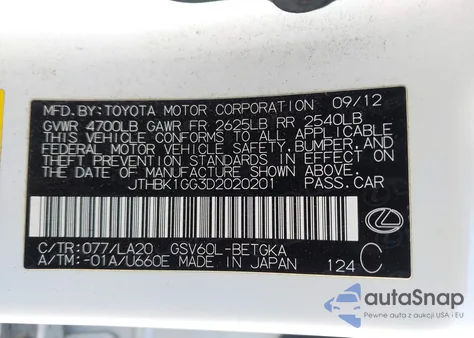 MFD. BY: TOYOTA MOTOR CORPORATION 09/12
GVWR 4700LB GAWR FR 2625LB RR 2540LB
THIS VEHICLE CONFORMS TO ALL APPLICABLE
FEDERAL MOTOR VEHICLE SAFETY, BUMPER, AND
THEFT PREVENTION STANDARDS IN EFFECT ON
THE DATE OF MANUFACTURE SHOWN ABOVE.
JTHBK1GG3D2020201 PASS. CAR
C/TR: 077/LA20 GSV60L-BETGKA
A/TM: -01A/U660E MADE IN JAPAN 124 C
autoSnap
Pełny proces z aukcji USA • EU